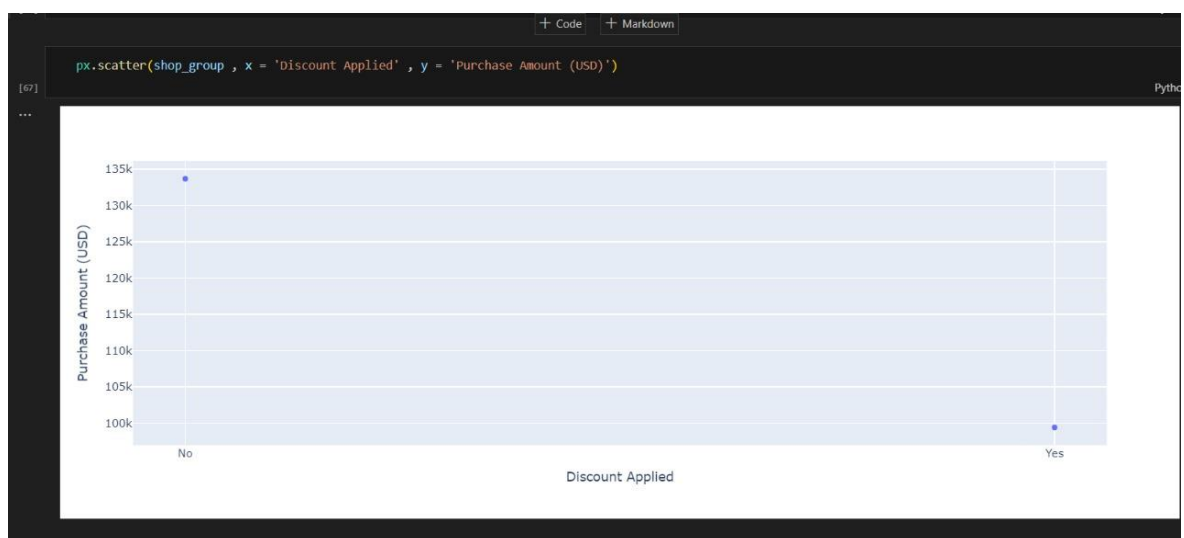 + Code + Markdown
px.scatter(shop_group , x = 'Discount Applied' , y = 'Purchase Amount (USD)')
[67]
...
135k
130k
125k
120k
115k
110k
105k
100k
Purchase Amount (USD)
No Yes
Discount Applied